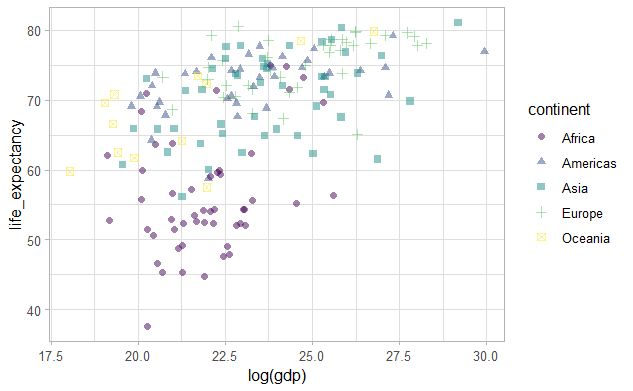 80
70
60
50
40
life_expectancy
17.5
20.0
22.5
25.0
27.5
30.0
log(gdp)
continent
Africa
Americas
Asia
Europe
Oceania